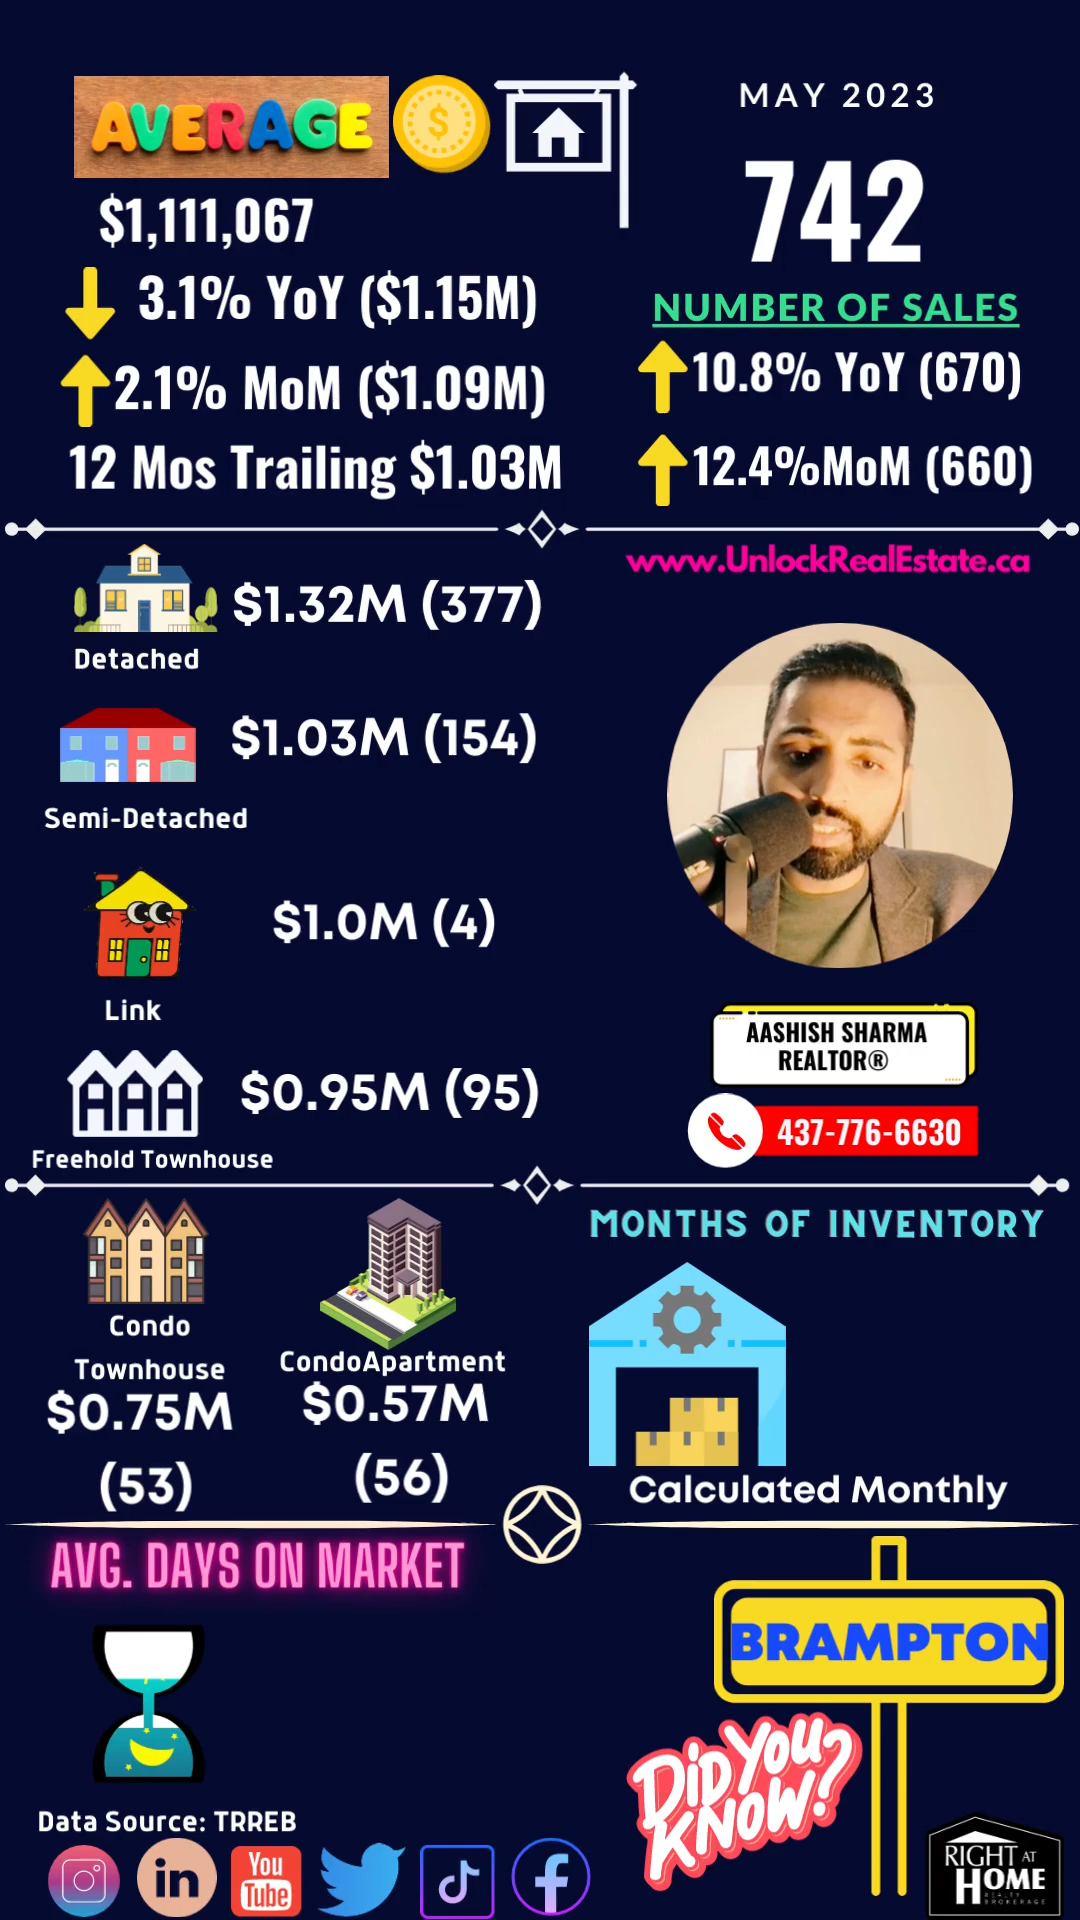 AVERAGE
$
MAY 2023
$1,111,067
742
3.1% YoY ($1.15M)
NUMBER OF SALES
2.1% MoM ($1.09M)
10.8% YoY (670)
12 Mos Trailing $1.03M
12.4%MoM (660)
www.UnlockRealEstate.ca
$1.32M (377)
Detached
$1.03M (154)
Semi-Detached
$1.0M (4)
Link
AASHISH SHARMA
REALTOR®
$0.95M (95)
437-776-6630
Freehold Townhouse
MONTHS OF INVENTORY
Condo
Townhouse
$0.75M
(53)
CondoApartment
$0.57M
(56)
Calculated Monthly
AVG. DAYS ON MARKET
BRAMPTON
DiD YOU
KNOW?
Data Source: TRREB
in
You
Tube
RIGHT AT
HOME
REALTY
BROKERAGE